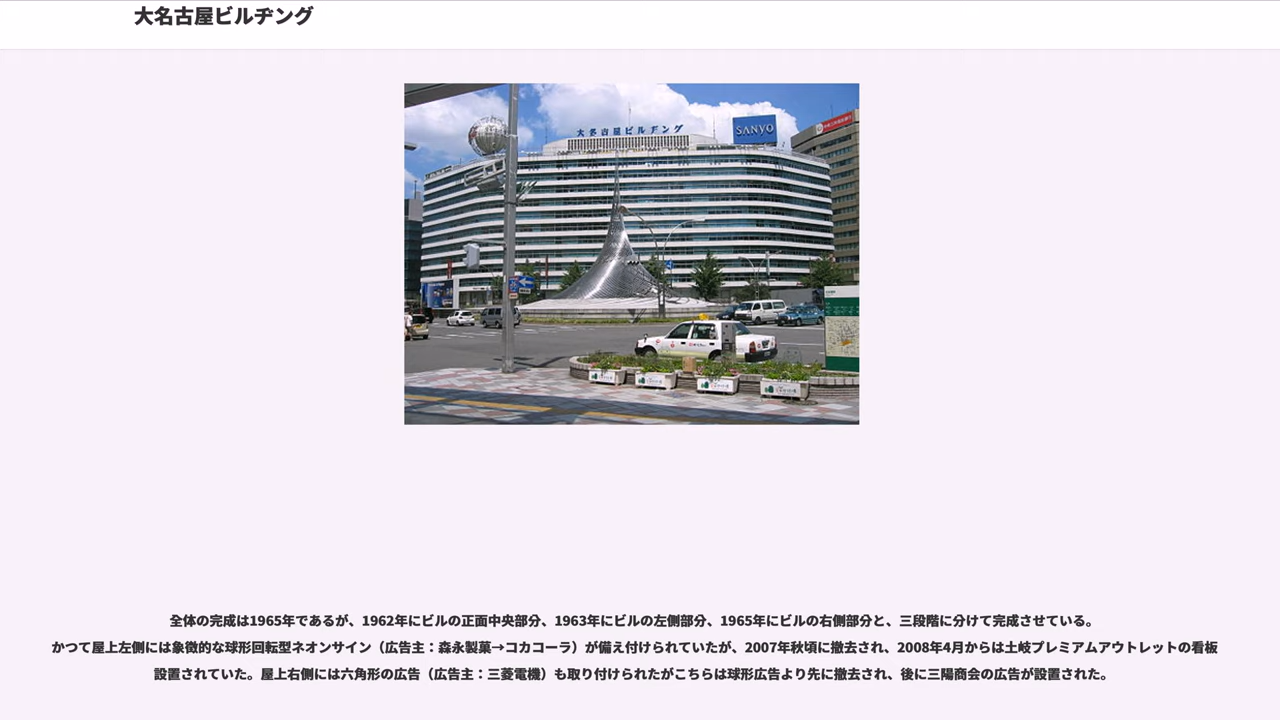 大名古屋ビルヂング
大名古屋ビルヂング
SANYO
全体の完成は1965年であるが、1962年にビルの正面中央部分、1963年にビルの左側部分、1965年にビルの右側部分と、三段階に分けて完成させている。
かつて屋上左側には象徴的な球形回転型ネオンサイン（広告主：森永製菓→コカコーラ）が備え付けられていたが、2007年秋頃に撤去され、2008年4月からは土岐プレミアムアウトレットの看板
設置されていた。屋上右側には六角形の広告（広告主：三菱電機）も取り付けられたがこちらは球形広告より先に撤去され、後に三陽商会の広告が設置された。